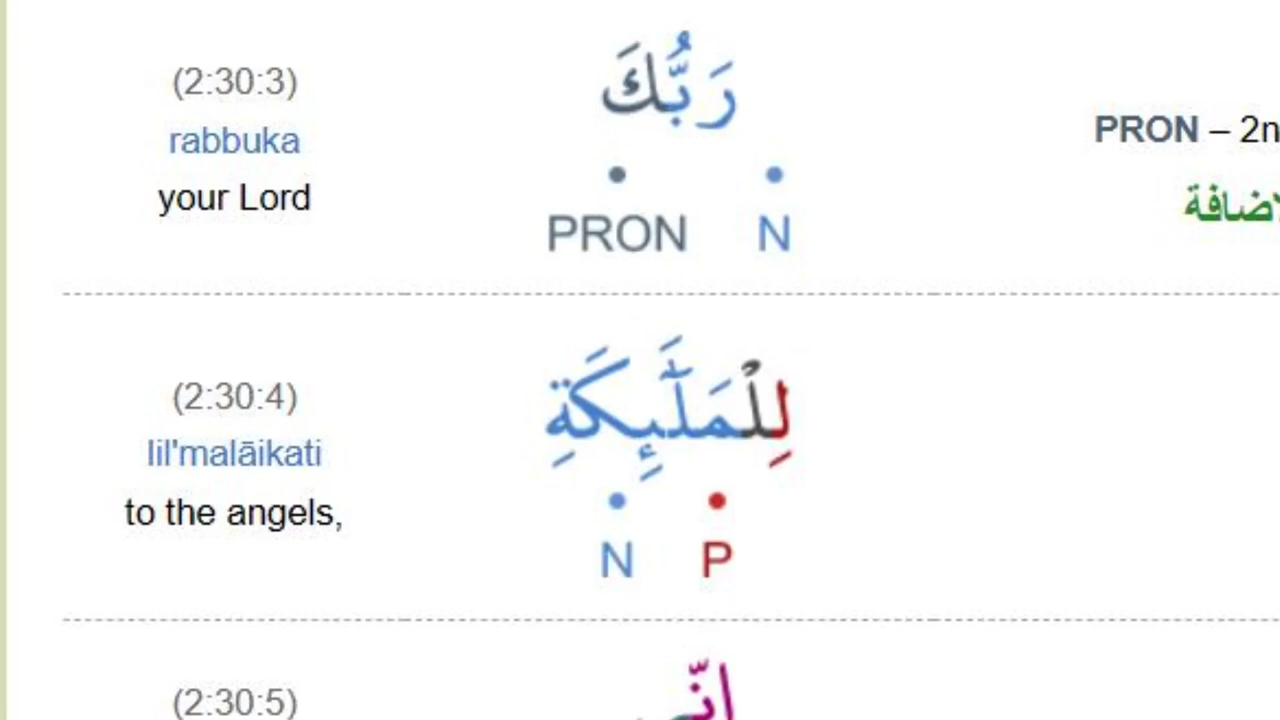 (2:30:3)
rabbuka
your Lord
رَبُّكَ
PRON N
PRON – 2n
لاضافة
(2:30:4)
lil'malāikati
to the angels,
لِلْمَلَٰٓئِكَةِ
N P
(2:30:5)
إِنِّى